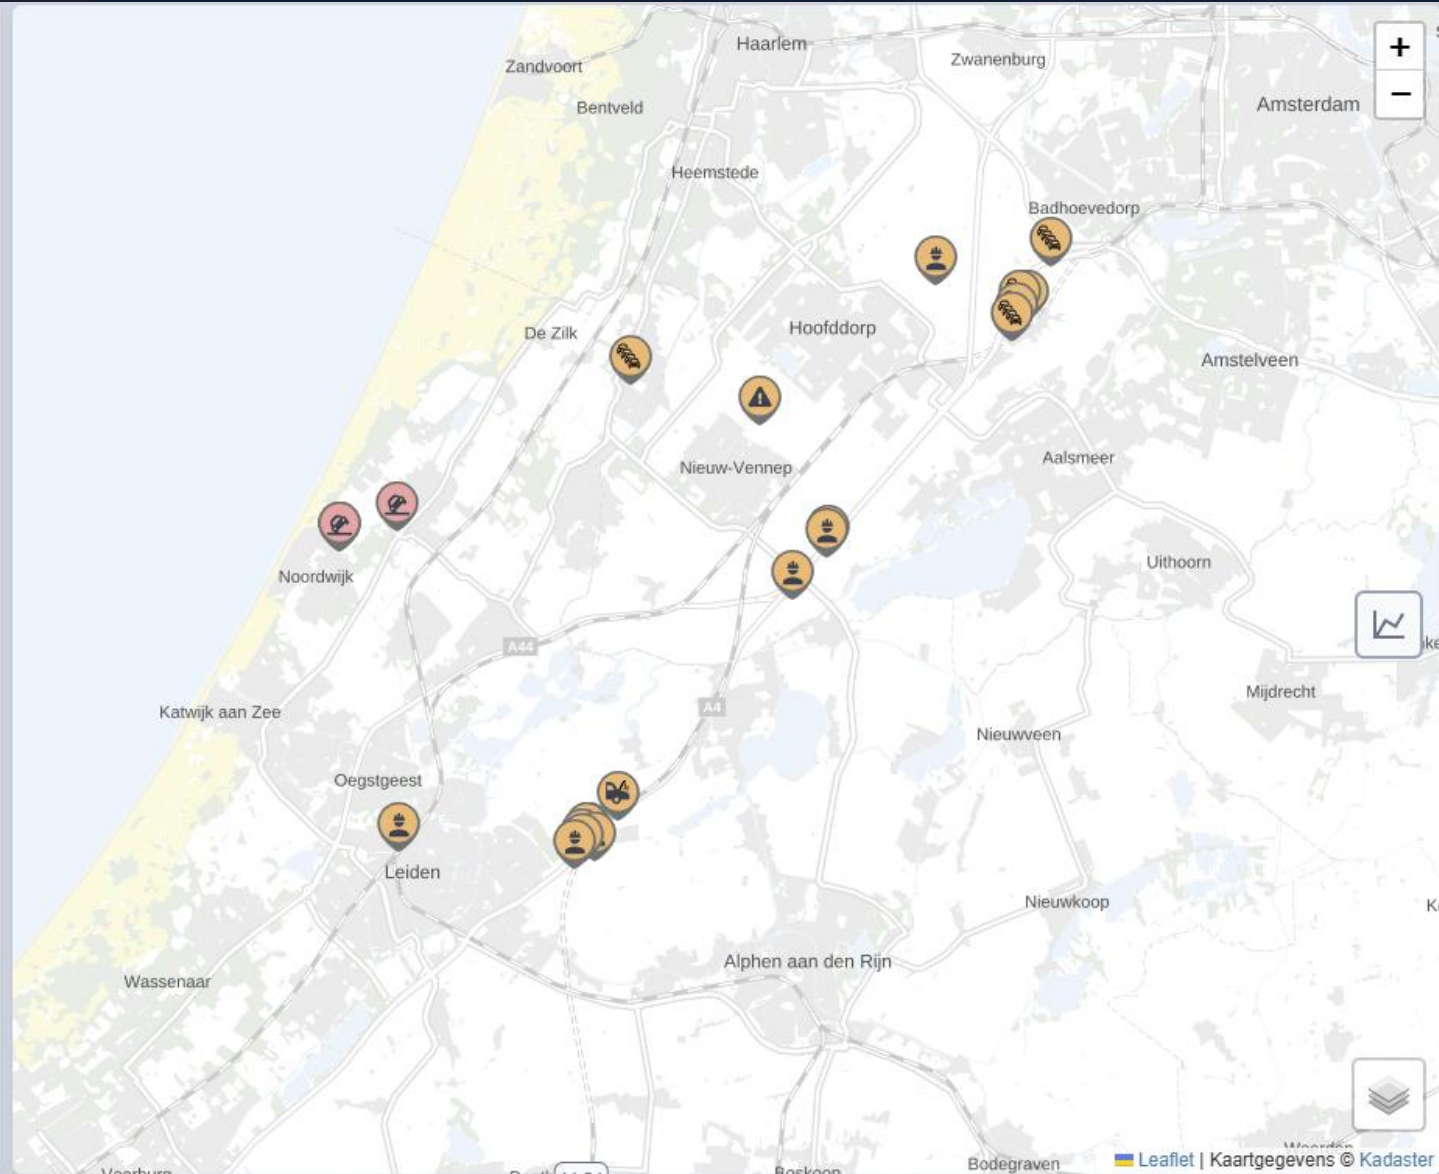 Haarlem
Zandvoort
Zwanenburg
Bentveld
Amsterdam
Heemstede
Badhoevedorp
De Zilk
Hoofddorp
Amstelveen
Nieuw-Vennep
Aalsmeer
Noordwijk
Uithoorn
A44
Mijdrecht
Katwijk aan Zee
A4
Nieuwveen
Oegstgeest
Leiden
Nieuwkoop
Alphen aan den Rijn
Wassenaar
Bodegraven
+
−
Leaflet | Kaartgegevens © Kadaster